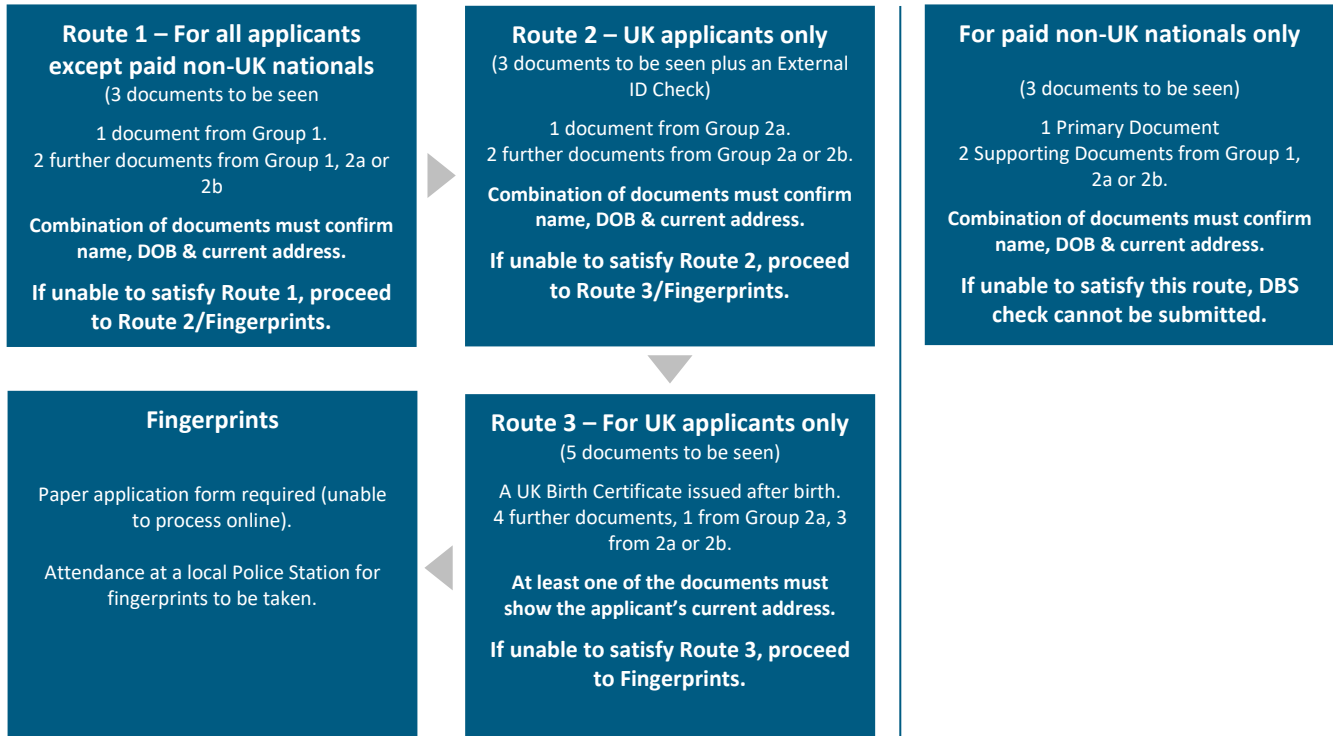 Route 1 – For all applicants
except paid non-UK nationals
(3 documents to be seen
1 document from Group 1.
2 further documents from Group 1, 2a or
2b
Combination of documents must confirm
name, DOB & current address.
If unable to satisfy Route 1, proceed
to Route 2/Fingerprints.
Route 2 – UK applicants only
(3 documents to be seen plus an External
ID Check)
1 document from Group 2a.
2 further documents from Group 2a or 2b.
Combination of documents must confirm
name, DOB & current address.
If unable to satisfy Route 2, proceed
to Route 3/Fingerprints.
For paid non-UK nationals only
(3 documents to be seen)
1 Primary Document
2 Supporting Documents from Group 1,
2a or 2b.
Combination of documents must confirm
name, DOB & current address.
If unable to satisfy this route, DBS
check cannot be submitted.
Fingerprints
Paper application form required (unable
to process online).
Attendance at a local Police Station for
fingerprints to be taken.
Route 3 – For UK applicants only
(5 documents to be seen)
A UK Birth Certificate issued after birth.
4 further documents, 1 from Group 2a, 3
from 2a or 2b.
At least one of the documents must
show the applicant’s current address.
If unable to satisfy Route 3, proceed
to Fingerprints.